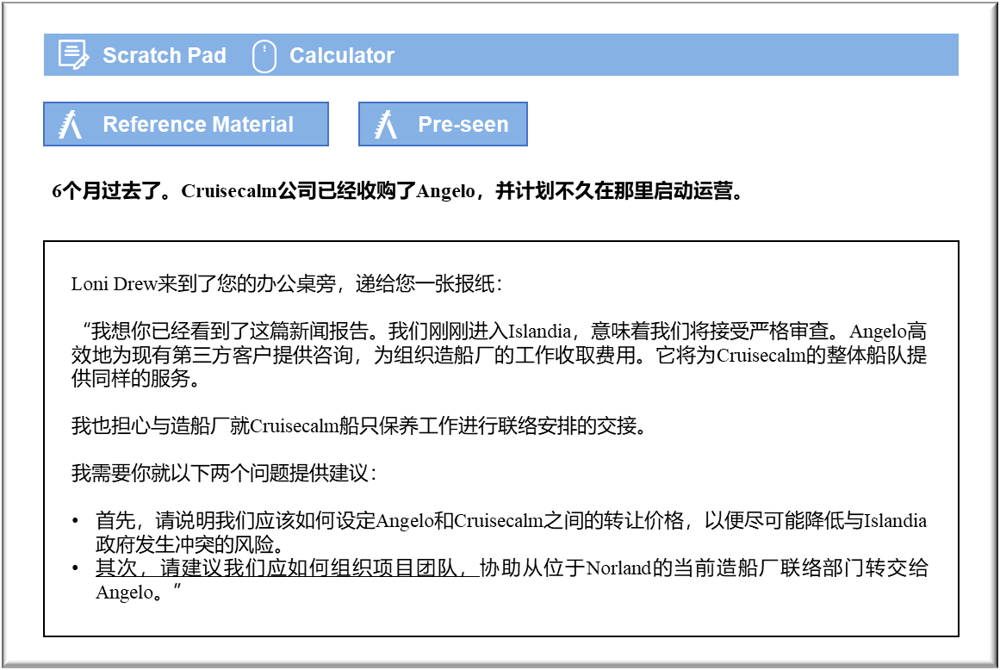 Scratch Pad Calculator
Reference Material Pre-seen
6个月过去了。Cruisecalm公司已经收购了Angelo，并计划不久在那里启动运营。
Loni Drew来到了您的办公桌旁，递给您一张报纸：
“我想你已经看到了这篇新闻报告。我们刚刚进入Islandia，意味着我们将接受严格审查。Angelo高
效地为现有第三方客户提供咨询，为组织造船厂的工作收取费用。它将为Cruisecalm的整体船队提
供同样的服务。
我也担心与造船厂就Cruisecalm船只保养工作进行联络安排的交接。
我需要你就以下两个问题提供建议：
• 首先，请说明我们应该如何设定Angelo和Cruisecalm之间的转让价格，以便尽可能降低与Islandia
政府发生冲突的风险。
• 其次，请建议我们应如何组织项目团队，协助从位于Norland的当前造船厂联络部门转交给
Angelo。”